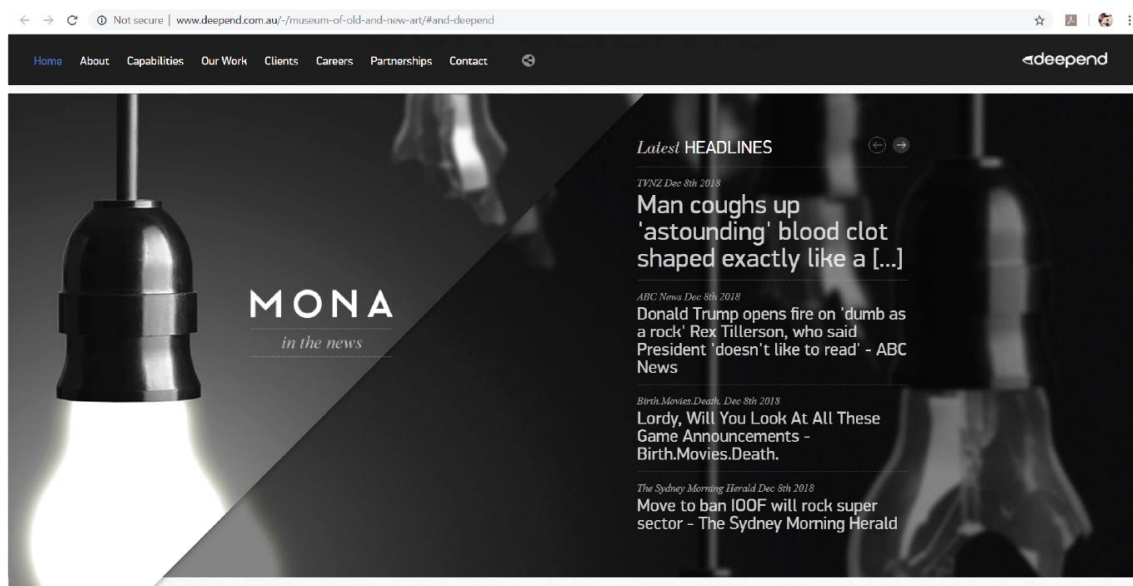 Not secure | www.deepend.com.au/-/museum-of-old-and-new-art/#and-deepend
Home About Capabilities Our Work Clients Careers Partnerships Contact
deepend
MONA
in the news
Latest HEADLINES
TVNZ Dec 8th 2018
Man coughs up
'astounding' blood clot
shaped exactly like a [...]
ABC News Dec 8th 2018
Donald Trump opens fire on 'dumb as
a rock' Rex Tillerson, who said
President 'doesn't like to read' - ABC
News
Birth.Movies.Death. Dec 8th 2018
Lordy, Will You Look At All These
Game Announcements -
Birth.Movies.Death.
The Sydney Morning Herald Dec 8th 2018
Move to ban IOOF will rock super
sector - The Sydney Morning Herald